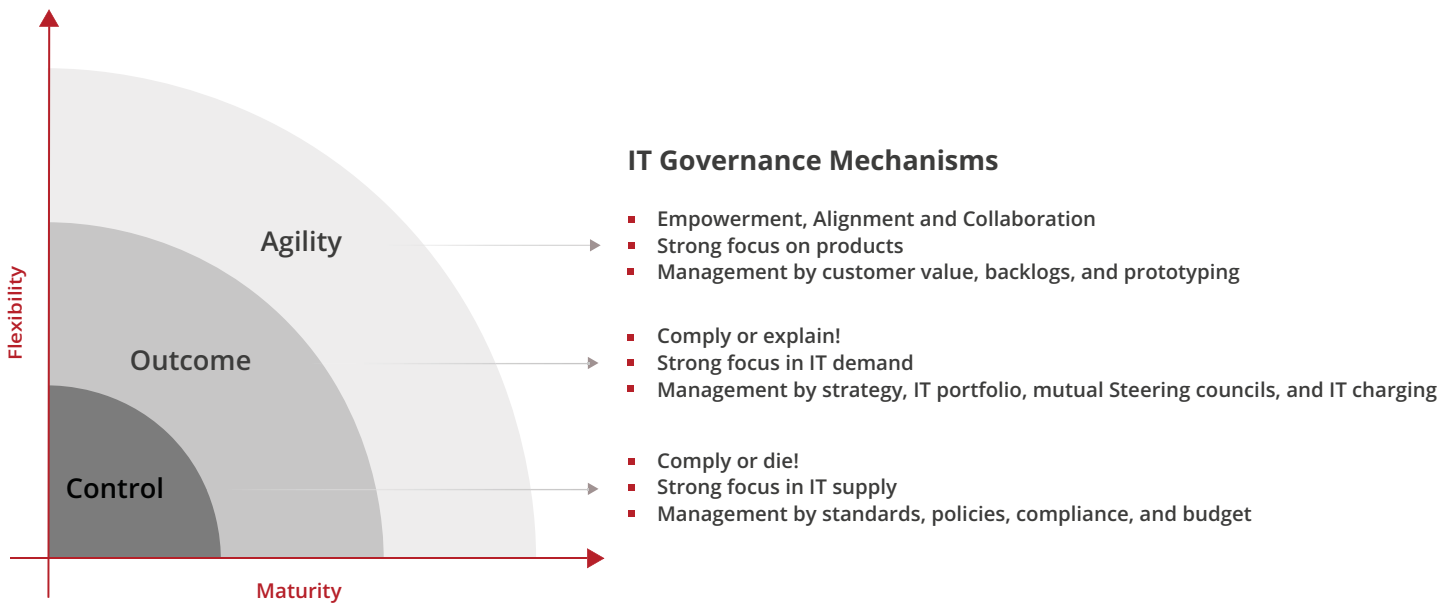 IT Governance Mechanisms
Agility
Empowerment, Alignment and Collaboration
Strong focus on products
Management by customer value, backlogs, and prototyping
Flexibility
Outcome
Comply or explain!
Strong focus in IT demand
Management by strategy, IT portfolio, mutual Steering councils, and IT charging
Control
Comply or die!
Strong focus in IT supply
Management by standards, policies, compliance, and budget
Maturity